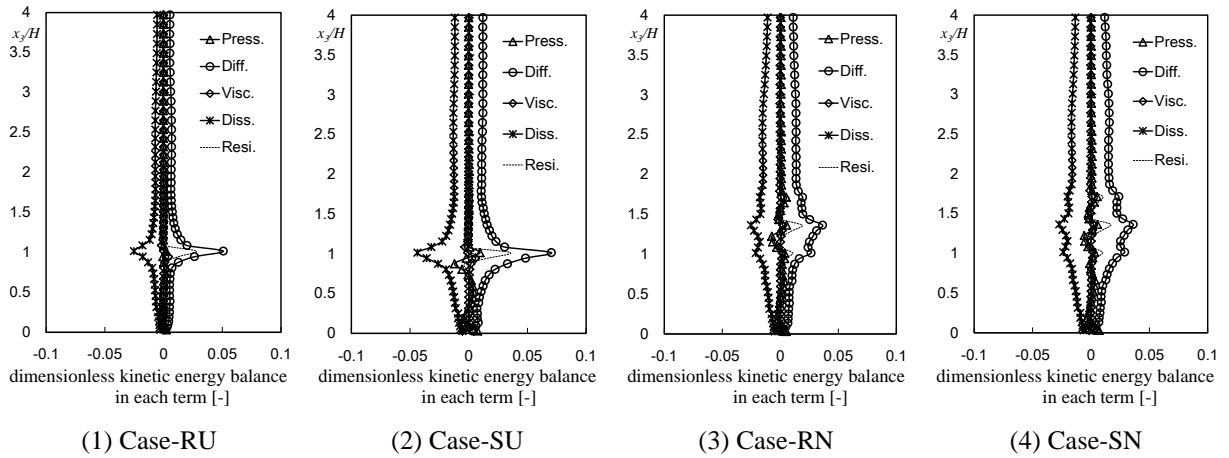 4
x₃/H
3.5
3
2.5
2
1.5
1
0.5
0
-0.1
-0.05
0
0.05
0.1
Press.
Diff.
Visc.
Diss.
Resi.
dimensionless kinetic energy balance
in each term [-]
(1) Case-RU
4
x₃/H
3.5
3
2.5
2
1.5
1
0.5
0
-0.1
-0.05
0
0.05
0.1
Press.
Diff.
Visc.
Diss.
Resi.
dimensionless kinetic energy balance
in each term [-]
(2) Case-SU
4
x₃/H
3.5
3
2.5
2
1.5
1
0.5
0
-0.1
-0.05
0
0.05
0.1
Press.
Diff.
Visc.
Diss.
Resi.
dimensionless kinetic energy balance
in each term [-]
(3) Case-RN
4
x₃/H
3.5
3
2.5
2
1.5
1
0.5
0
-0.1
-0.05
0
0.05
0.1
Press.
Diff.
Visc.
Diss.
Resi.
dimensionless kinetic energy balance
in each term [-]
(4) Case-SN